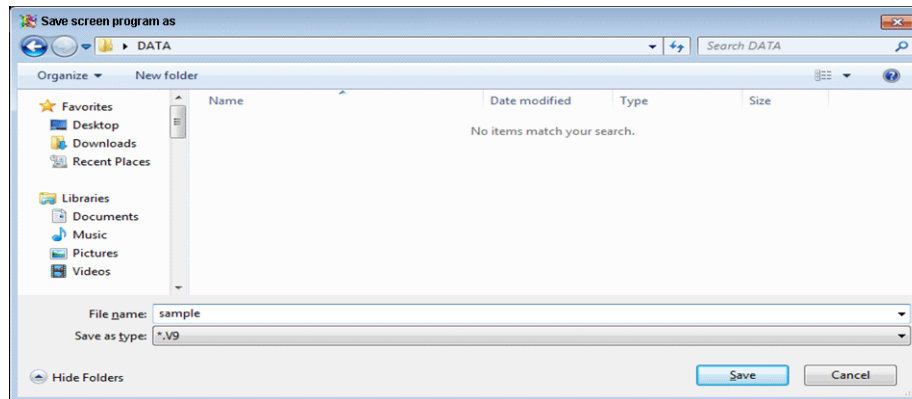 Save screen program as
DATA
Search DATA
Organize
New folder
Favorites
Desktop
Downloads
Recent Places
Libraries
Documents
Music
Pictures
Videos
Name
Date modified
Type
Size
No items match your search.
File name: sample
Save as type: *.V9
Hide Folders
Save
Cancel